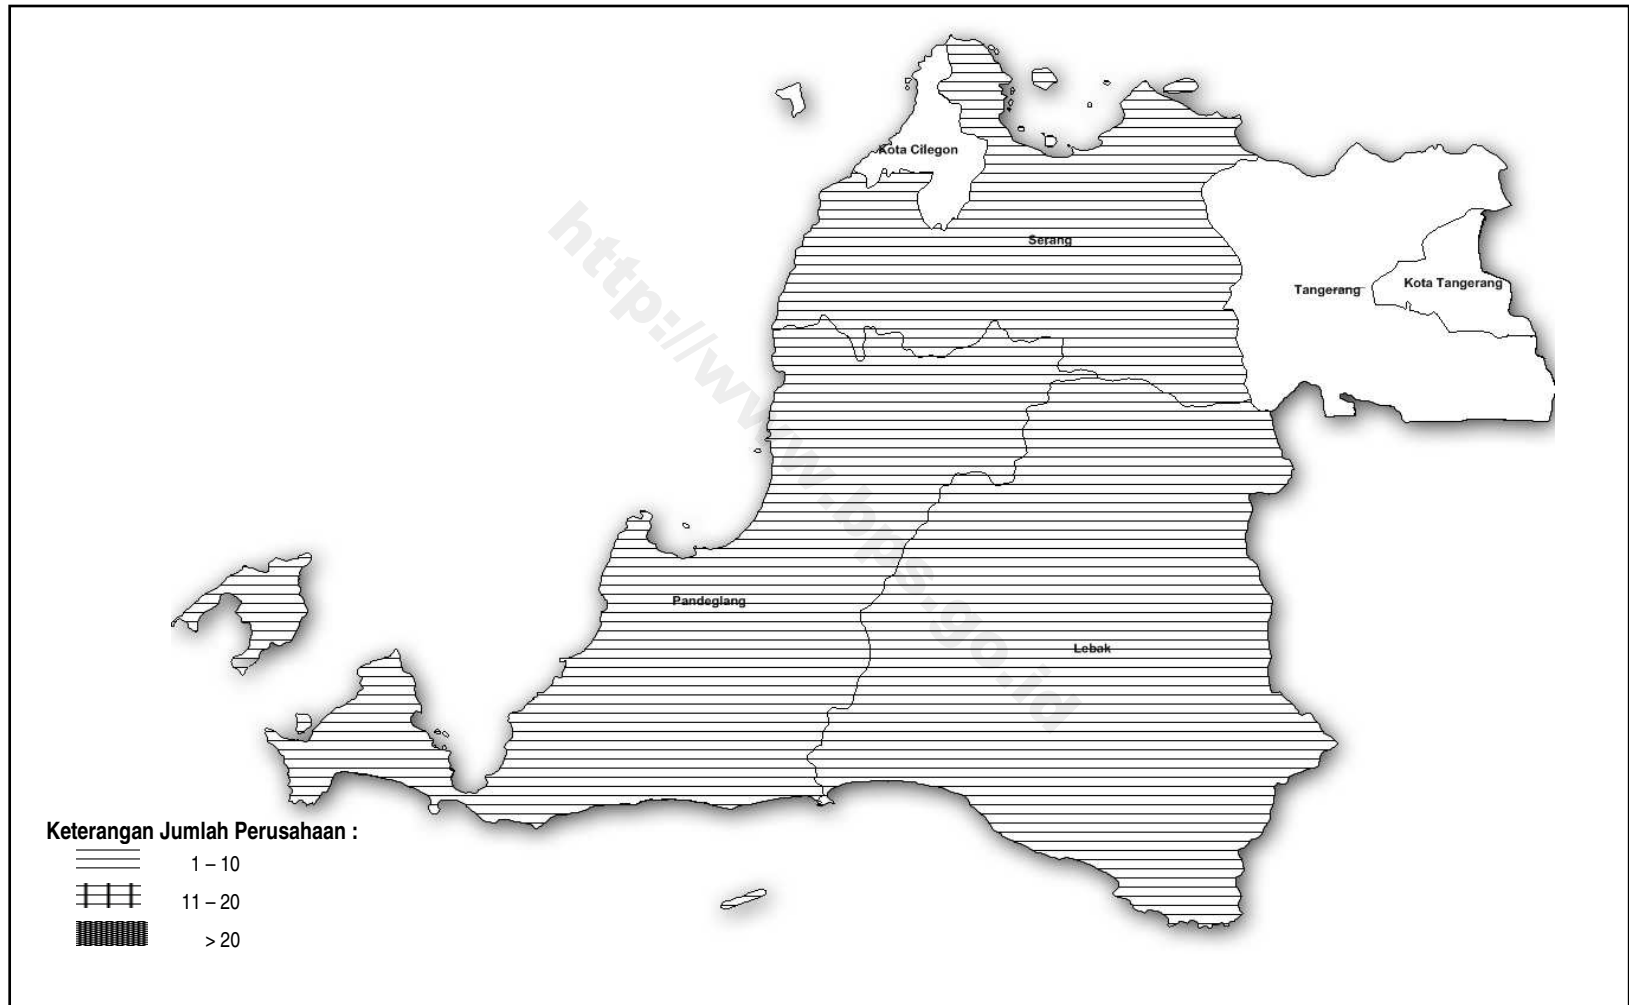 Kota Cilegon
Serang
Tangerang
Kota Tangerang
http://www.bps.go.id
Pandeglang
Lebak
Keterangan Jumlah Perusahaan :
1 – 10
11 – 20
> 20